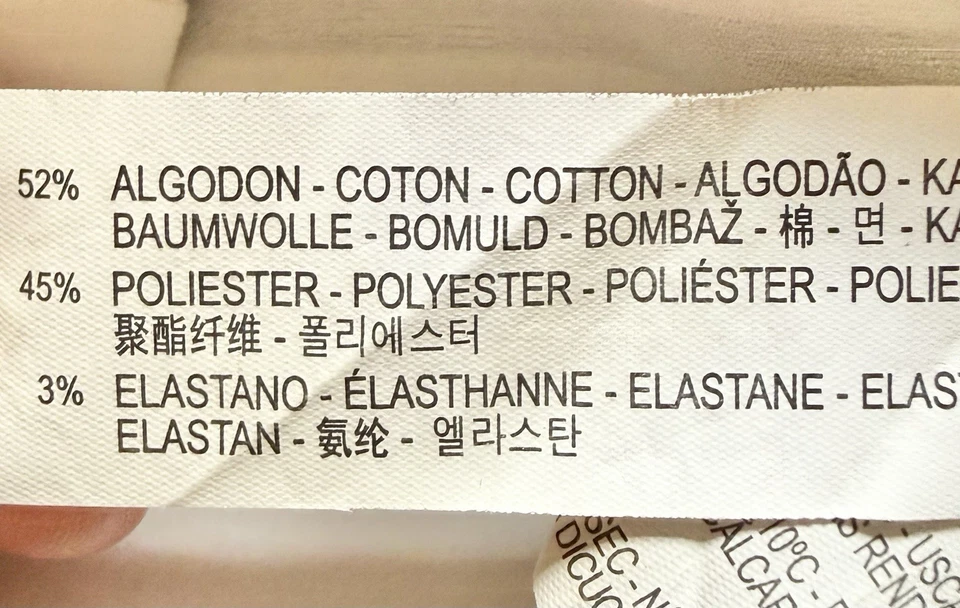 52% ALGODON - COTON - COTTON - ALGODÃO -
BAUMWOLLE - BOMULD - BOMBAŽ - 棉 - 면 -
45% POLIESTER - POLYESTER - POLIÉSTER -
聚酯纤维 - 폴리에스터
3% ELASTANO - ÉLASTHANNE - ELASTANE -
ELASTAN - 氨纶 - 엘라스탄